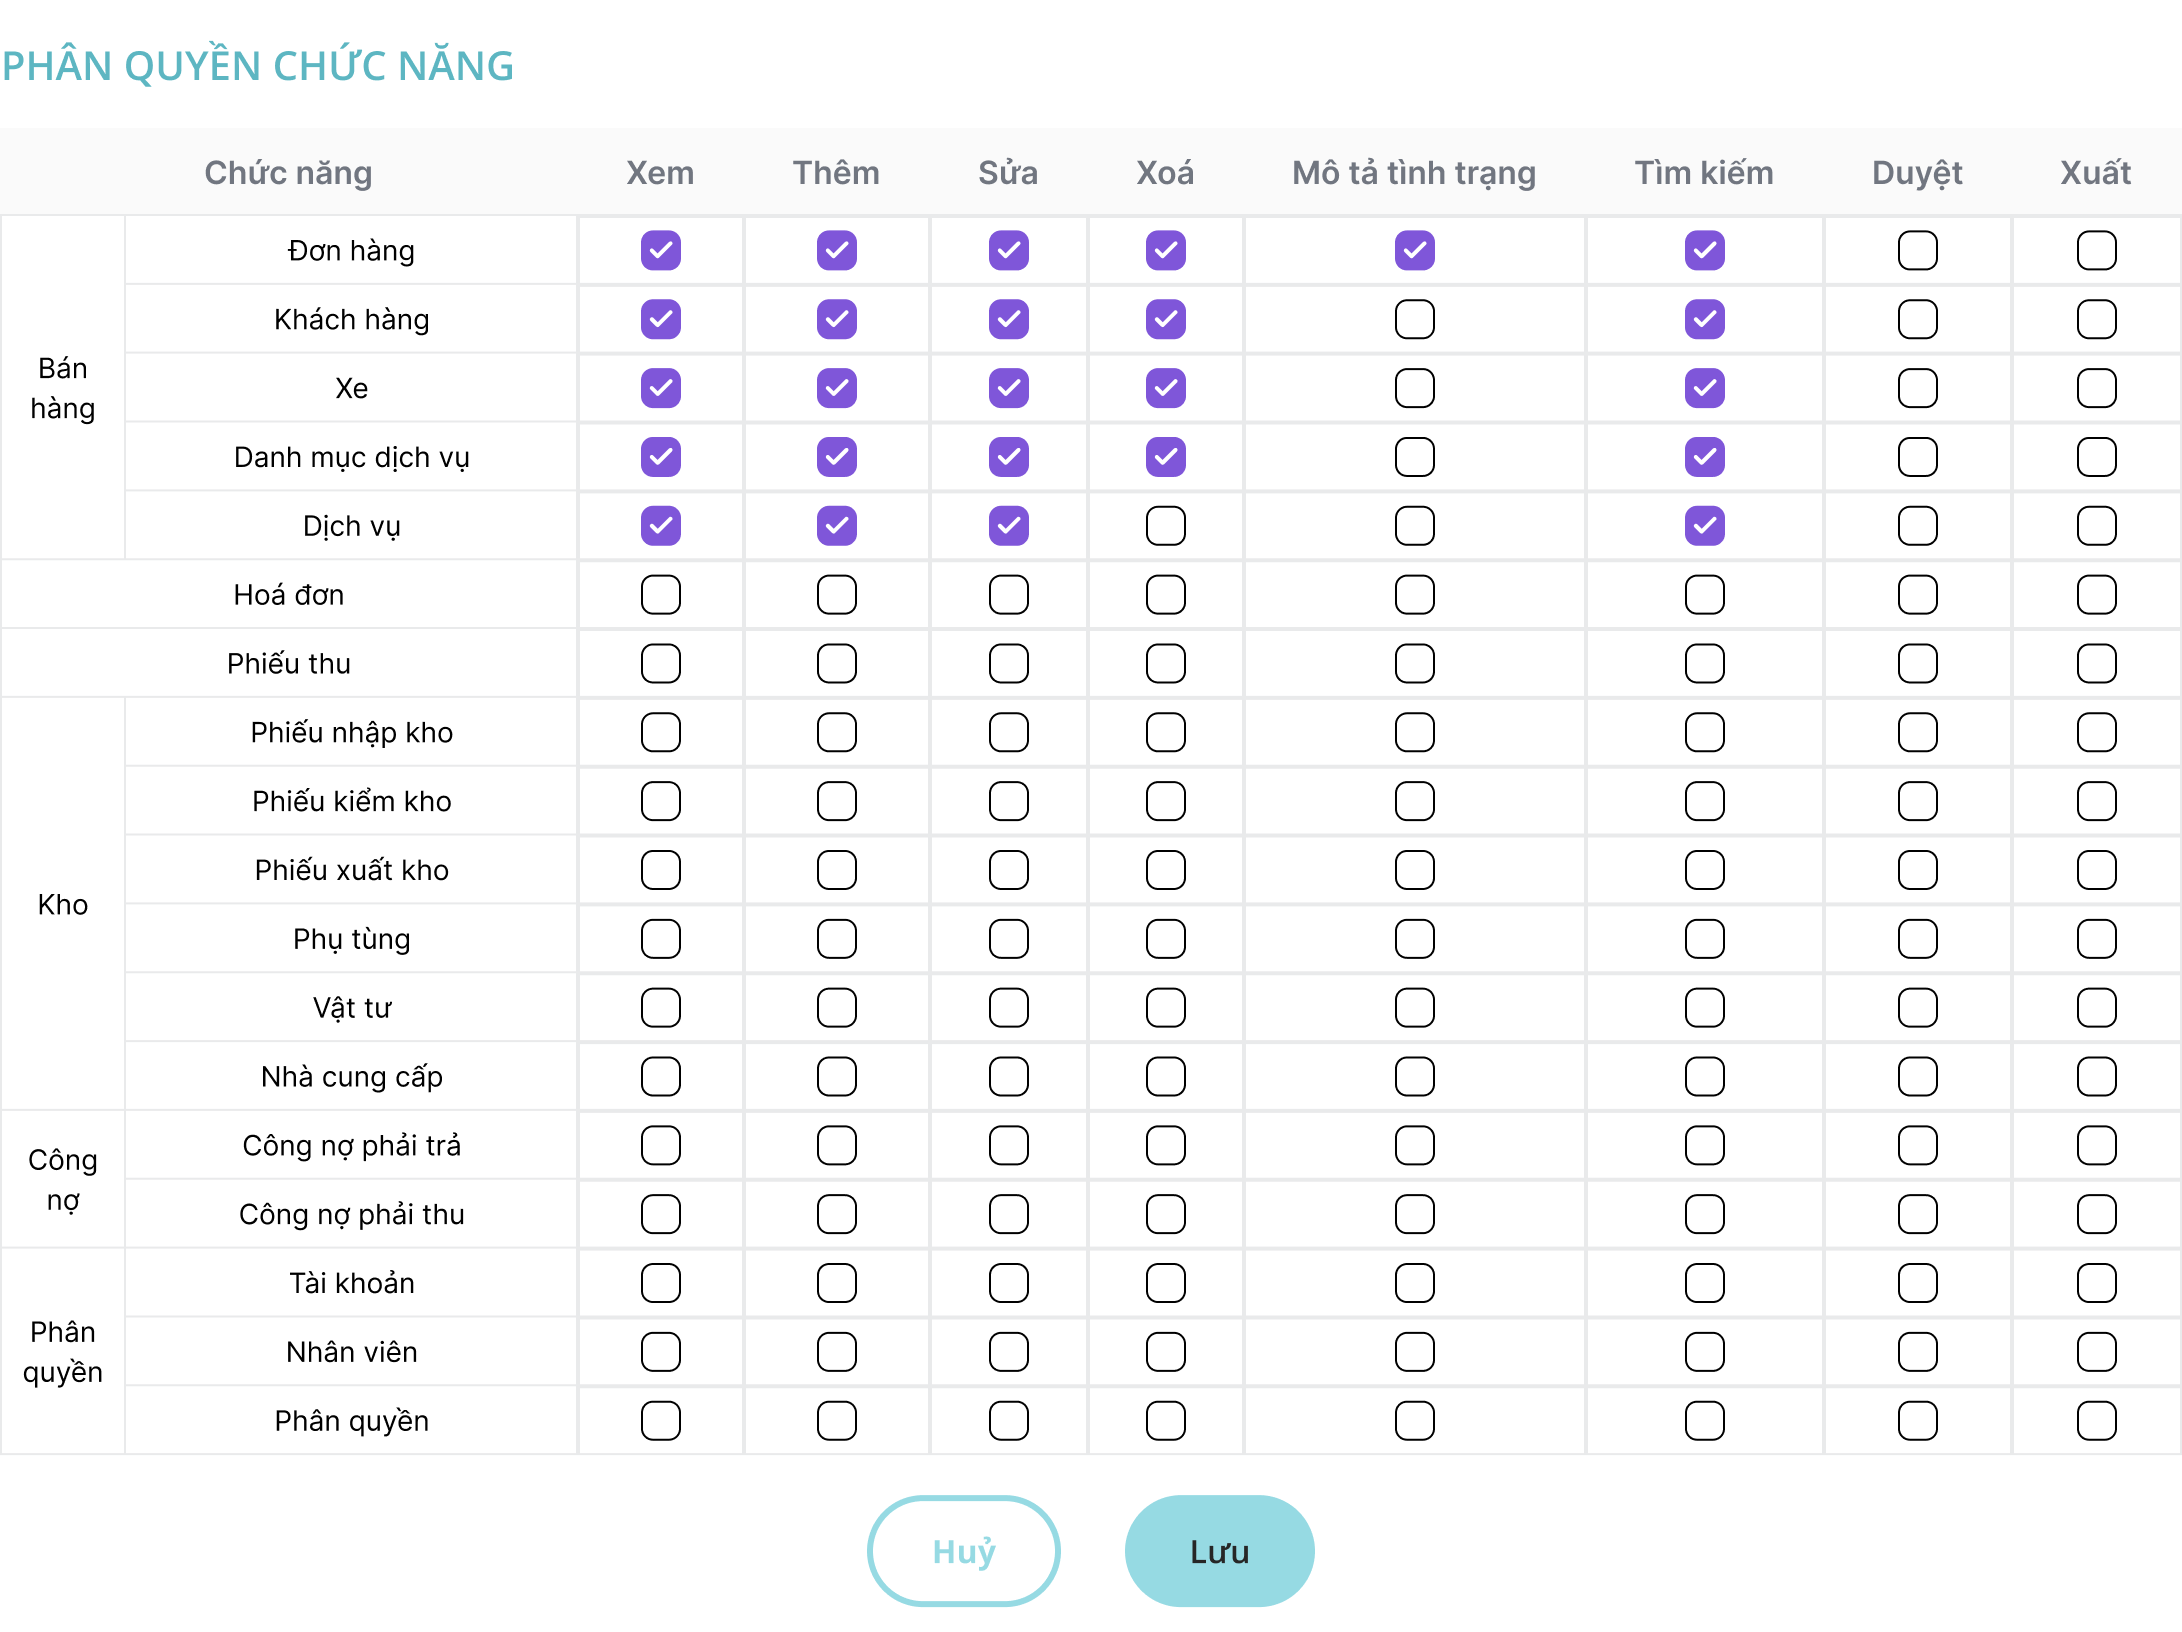 PHÂN QUYỀN CHỨC NĂNG
Chức năng Xem Thêm Sửa Xoá Mô tả tình trạng Tìm kiếm Duyệt Xuất
Bán
hàng
Đơn hàng
Khách hàng
Xe
Danh mục dịch vụ
Dịch vụ
Hoá đơn
Phiếu thu
Kho
Phiếu nhập kho
Phiếu kiểm kho
Phiếu xuất kho
Phụ tùng
Vật tư
Nhà cung cấp
Công
nợ
Công nợ phải trả
Công nợ phải thu
Phân
quyền
Tài khoản
Nhân viên
Phân quyền
Huỷ Lưu